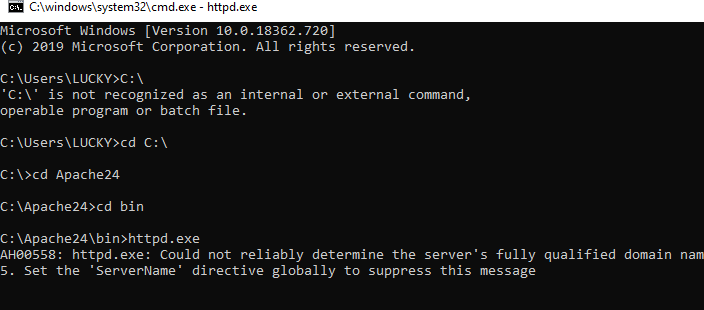 C:\windows\system32\cmd.exe - httpd.exe
Microsoft Windows [Version 10.0.18362.720]
(c) 2019 Microsoft Corporation. All rights reserved.
C:\Users\LUCKY>C:\
'C:\' is not recognized as an internal or external command,
operable program or batch file.
C:\Users\LUCKY>cd C:\
C:\>cd Apache24
C:\Apache24>cd bin
C:\Apache24\bin>httpd.exe
AH00558: httpd.exe: Could not reliably determine the server's fully qualified domain nam
5. Set the 'ServerName' directive globally to suppress this message